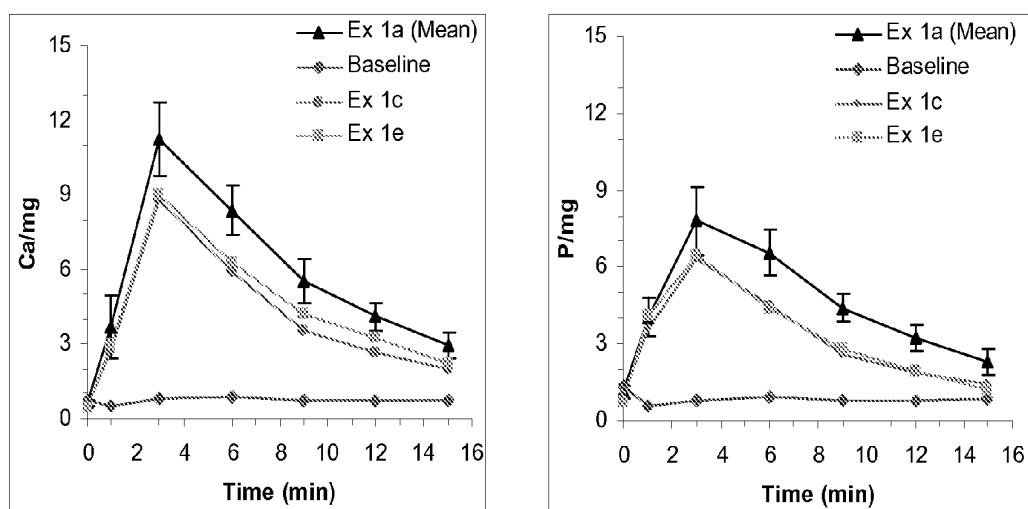 Ex 1a (Mean)
Baseline
Ex 1c
Ex 1e
15
12
9
6
3
0
Ca/mg
0 2 4 6 8 10 12 14 16
Time (min)
Ex 1a (Mean)
Baseline
Ex 1c
Ex 1e
15
12
9
6
3
0
P/mg
0 2 4 6 8 10 12 14 16
Time (min)